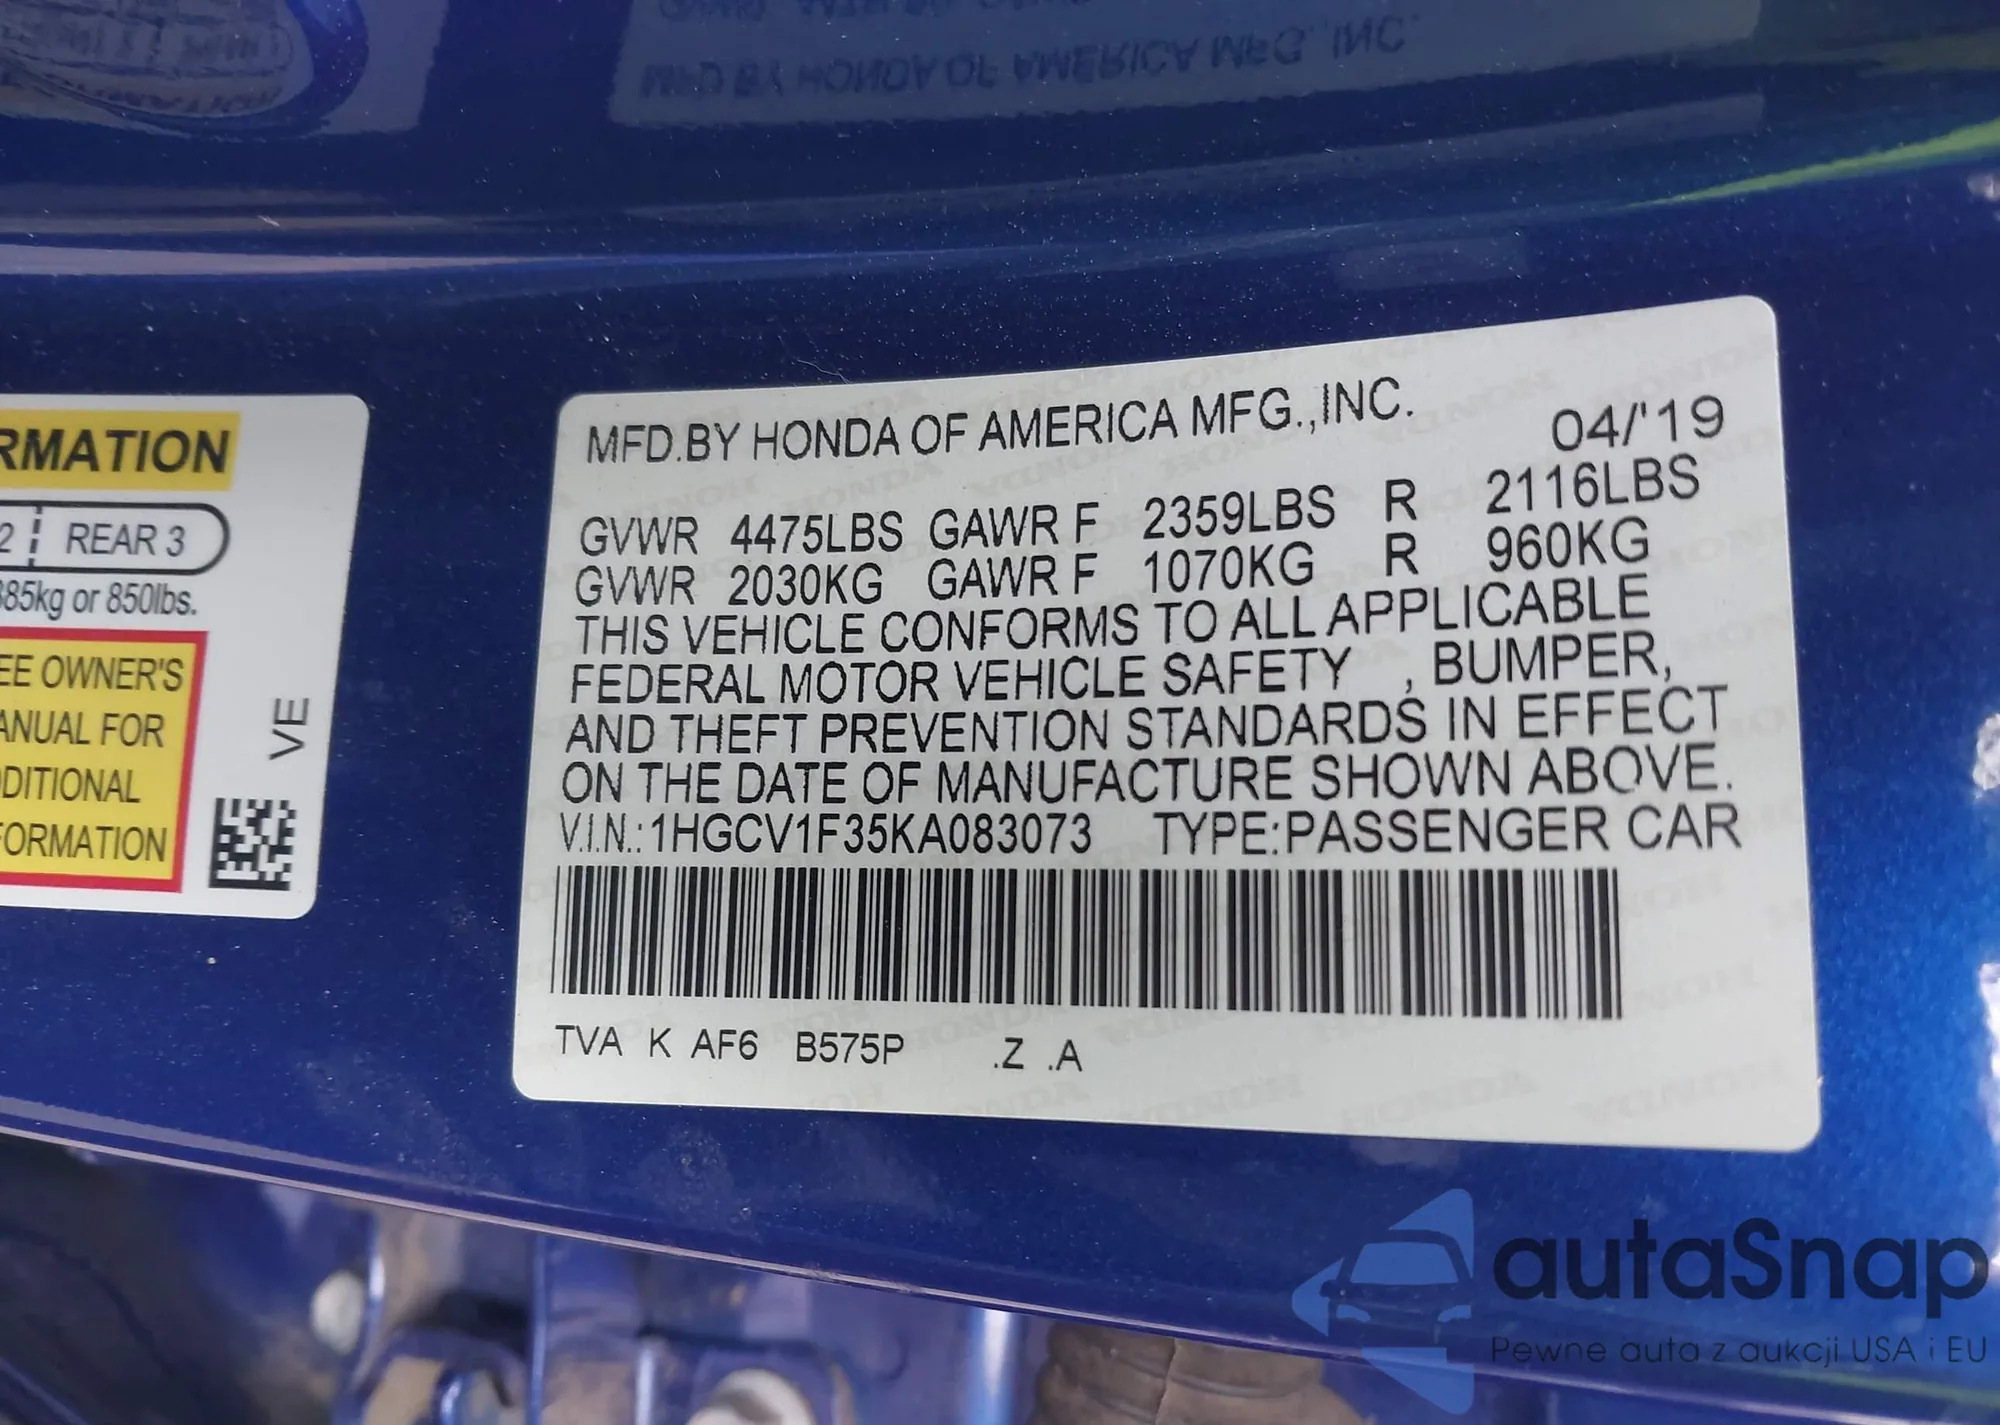 MFD BY HONDA OF AMERICA MFG., INC.
RMATION
2 REAR 3
385kg or 850lbs.
EE OWNER'S
ANUAL FOR
DDITIONAL
FORMATION
VE
MFD.BY HONDA OF AMERICA MFG.,INC.
04/'19
GVWR 4475LBS GAWR F 2359LBS R 2116LBS
GVWR 2030KG GAWR F 1070KG R 960KG
THIS VEHICLE CONFORMS TO ALL APPLICABLE
FEDERAL MOTOR VEHICLE SAFETY , BUMPER,
AND THEFT PREVENTION STANDARDS IN EFFECT
ON THE DATE OF MANUFACTURE SHOWN ABOVE.
V.I.N.: 1HGCV1F35KA083073 TYPE:PASSENGER CAR
TVA K AF6 B575P .Z .A
autaSnap
Pewne auta z aukcji USA i EU